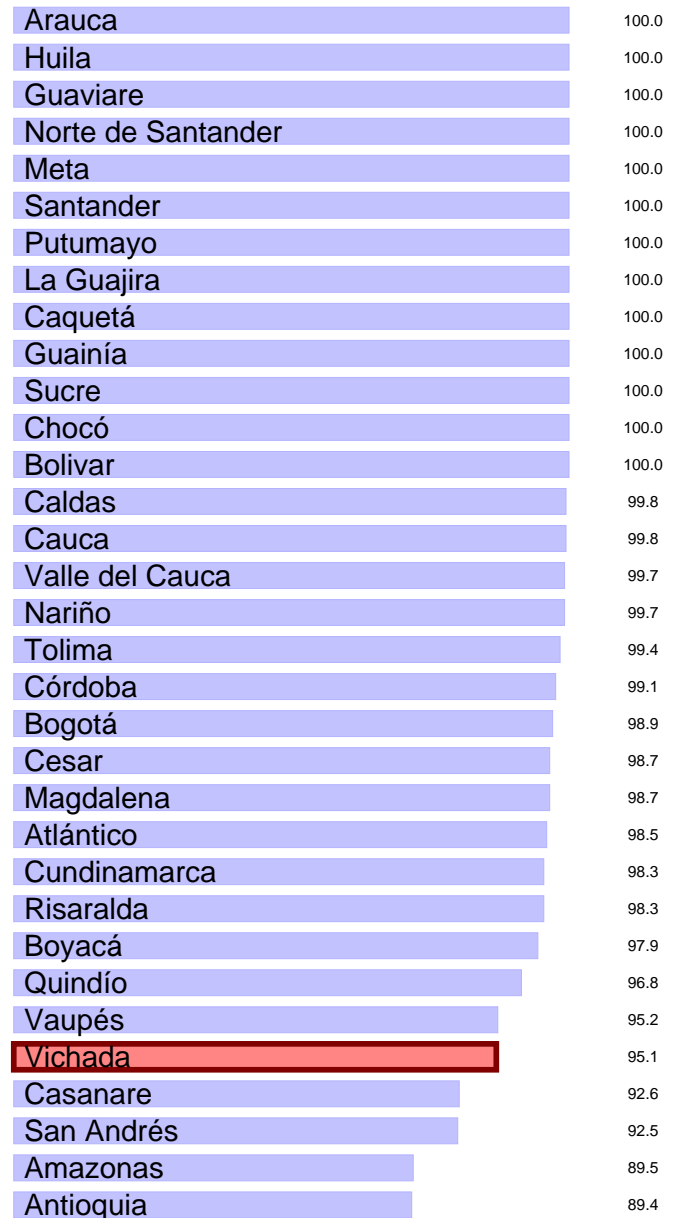 Arauca 100.0
Huila 100.0
Guaviare 100.0
Norte de Santander 100.0
Meta 100.0
Santander 100.0
Putumayo 100.0
La Guajira 100.0
Caquetá 100.0
Guainía 100.0
Sucre 100.0
Chocó 100.0
Bolivar 100.0
Caldas 99.8
Cauca 99.8
Valle del Cauca 99.7
Nariño 99.7
Tolima 99.4
Córdoba 99.1
Bogotá 98.9
Cesar 98.7
Magdalena 98.7
Atlántico 98.5
Cundinamarca 98.3
Risaralda 98.3
Boyacá 97.9
Quindío 96.8
Vaupés 95.2
Vichada 95.1
Casanare 92.6
San Andrés 92.5
Amazonas 89.5
Antioquia 89.4